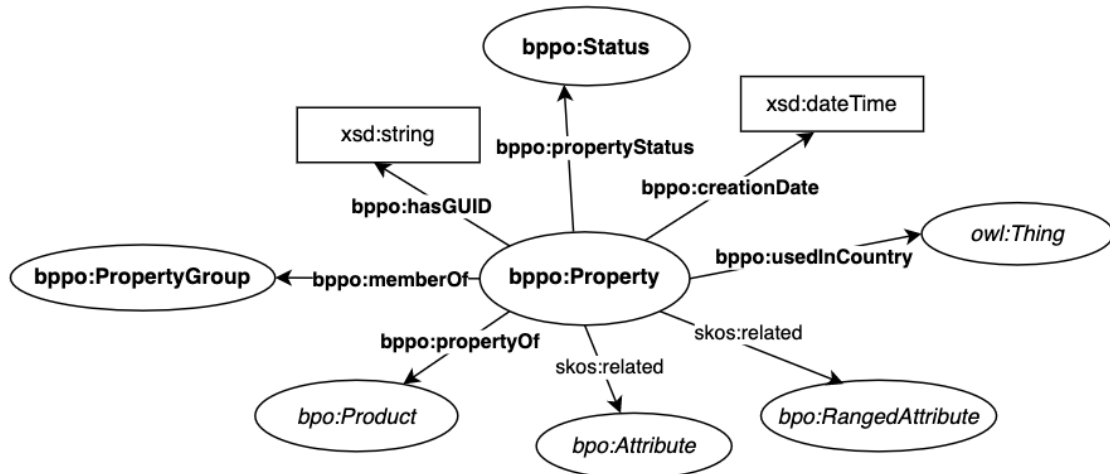 bppo:Status
xsd:dateTime
xsd:string
bppo:propertyStatus
bppo:creationDate
bppo:hasGUID
owl:Thing
bppo:usedInCountry
bppo:PropertyGroup
bppo:memberOf
bppo:Property
skos:related
bppo:propertyOf
skos:related
bpo:Product
bpo:RangedAttribute
bpo:Attribute